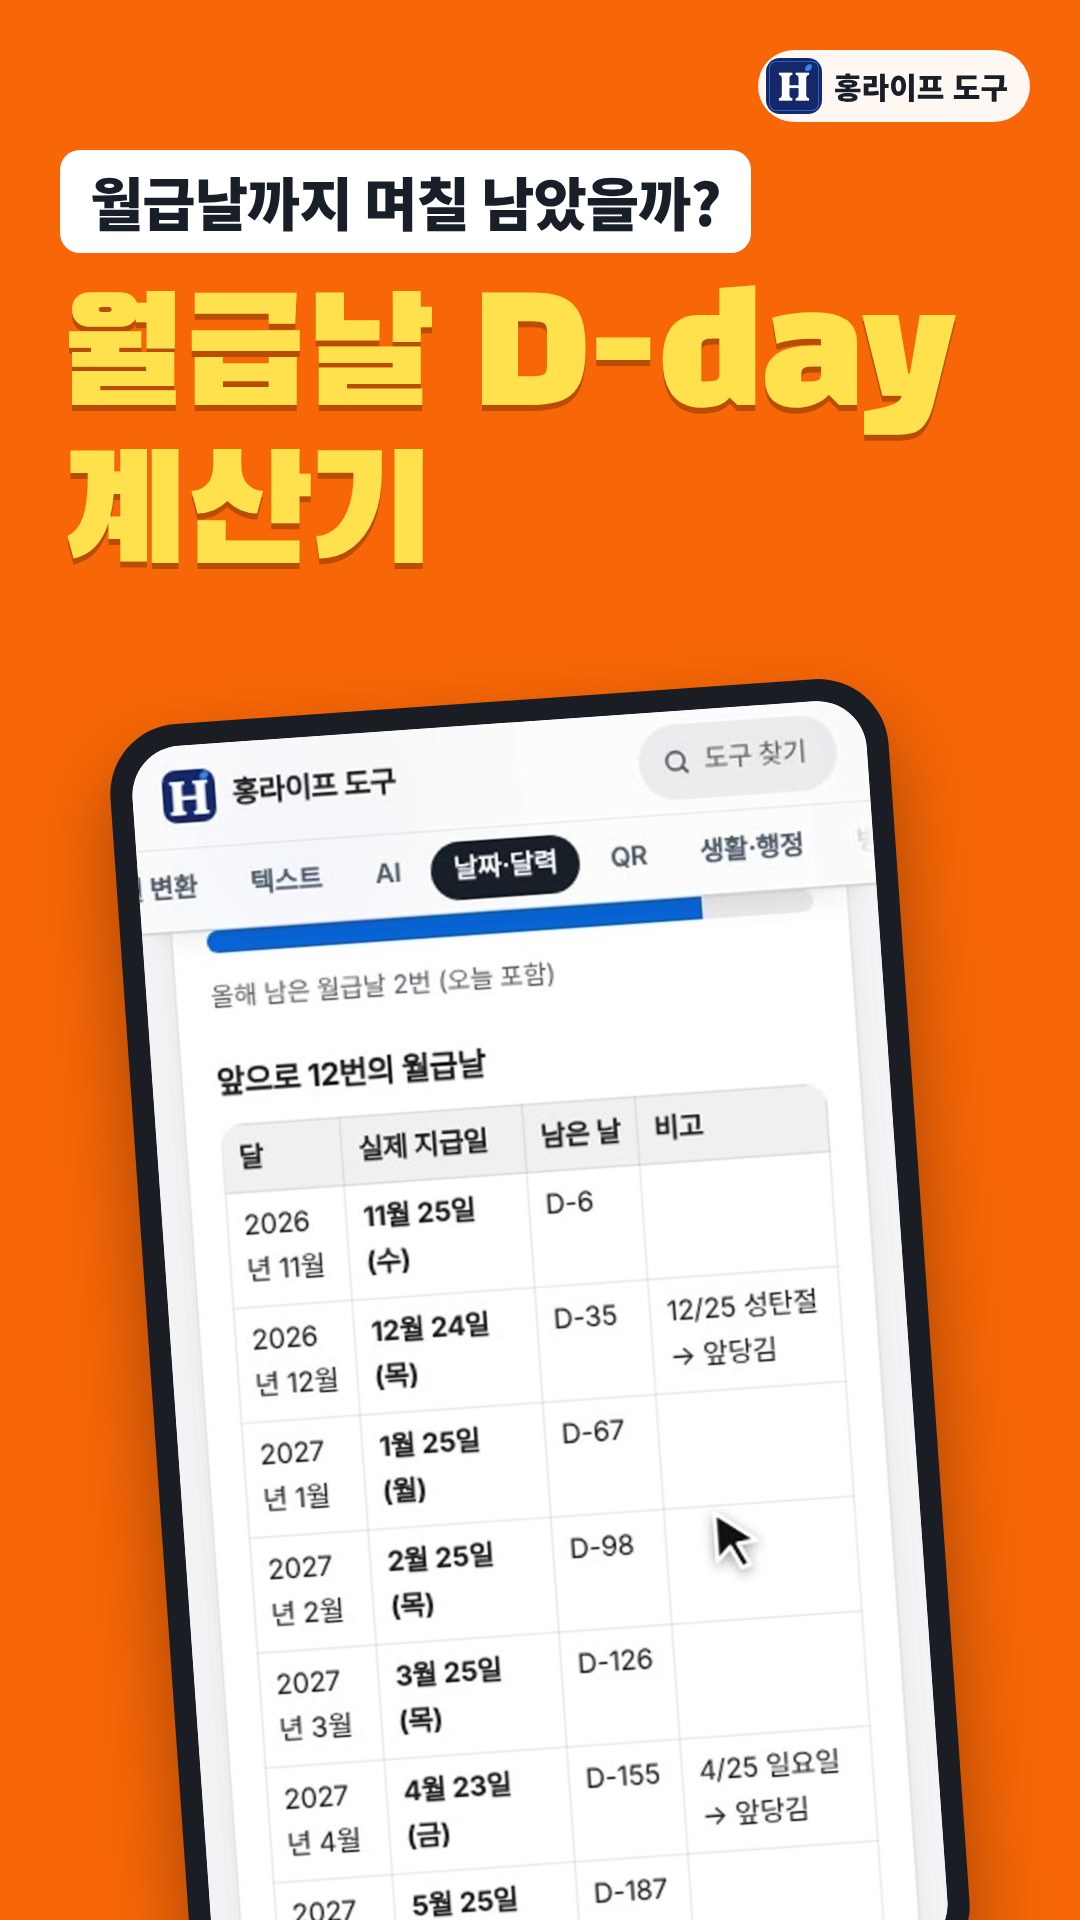 홍라이프 도구
월급날까지 며칠 남았을까?
월급날 D-day
계산기
홍라이프 도구
도구 찾기
변환 텍스트 AI 날짜·달력 QR 생활·행정
올해 남은 월급날 2번 (오늘 포함)
앞으로 12번의 월급날
달 실제 지급일 남은 날 비고
2026 11월 25일 D-6
년 11월 (수)
2026 12월 24일 D-35 12/25 성탄절
년 12월 (목) → 앞당김
2027 1월 25일 D-67
년 1월 (월)
2027 2월 25일 D-98
년 2월 (목)
2027 3월 25일 D-126
년 3월 (목)
2027 4월 23일 D-155 4/25 일요일
년 4월 (금) → 앞당김
2027 5월 25일 D-187